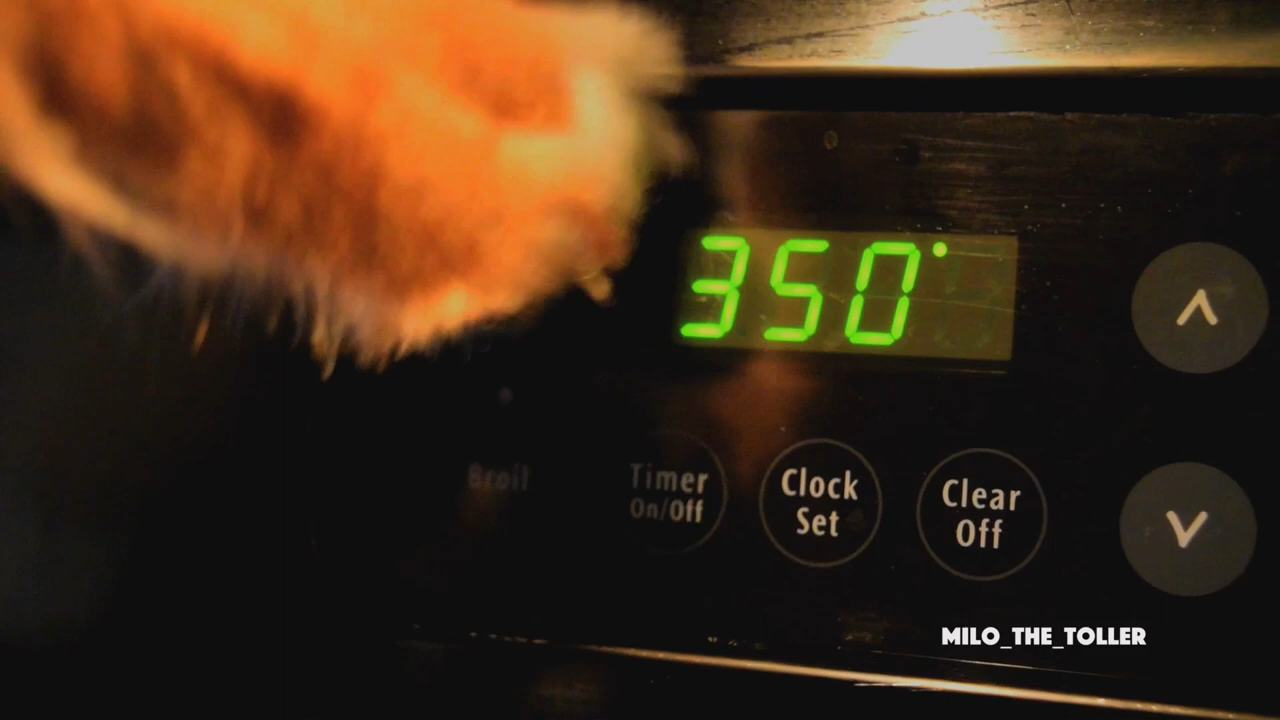 350°
Broil
Timer
On/Off
Clock
Set
Clear
Off
MILO_THE_TOLLER